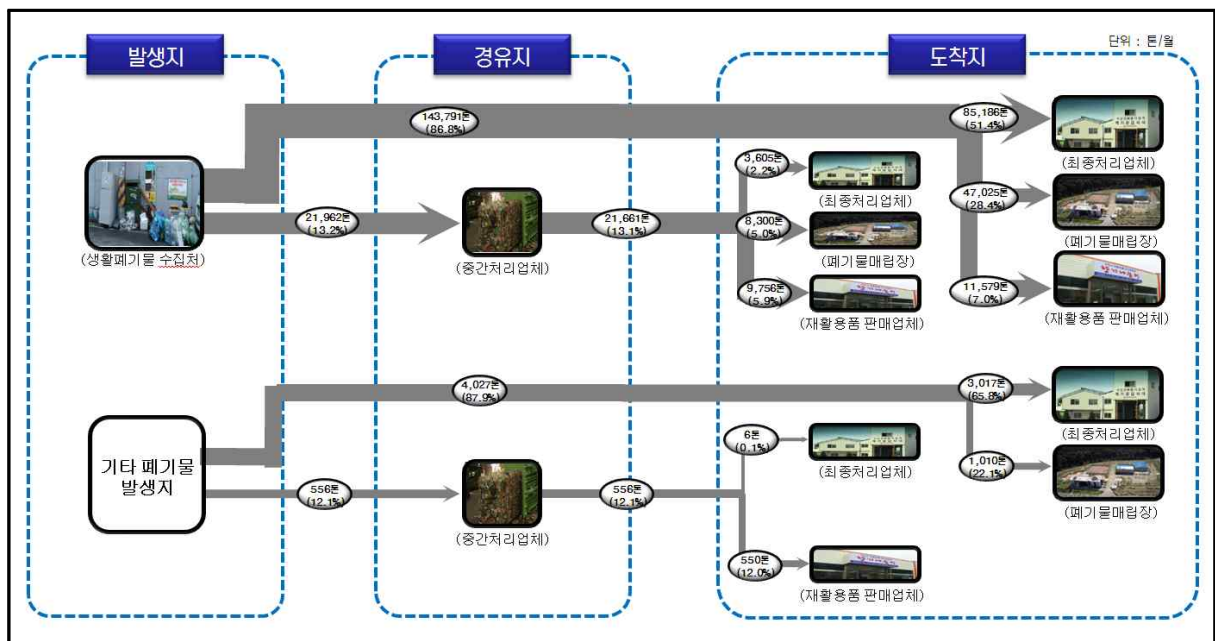 발생지
경유지
도착지
단위 : 톤/월
143,791톤
(86.8%)
85,186톤
(51.4%)
(최종처리업체)
3,605톤
(2.2%)
(최종처리업체)
47,025톤
(28.4%)
(폐기물매립장)
21,962톤
(13.2%)
21,661톤
(13.1%)
8,300톤
(5.0%)
(폐기물매립장)
(생활폐기물 수집처)
(중간처리업체)
9,756톤
(5.9%)
(재활용품 판매업체)
11,579톤
(7.0%)
(재활용품 판매업체)
4,027톤
(87.9%)
3,017톤
(65.8%)
(최종처리업체)
기타 폐기물
발생지
6톤
(0.1%)
(최종처리업체)
1,010톤
(22.1%)
(폐기물매립장)
556톤
(12.1%)
556톤
(12.1%)
(중간처리업체)
550톤
(12.0%)
(재활용품 판매업체)